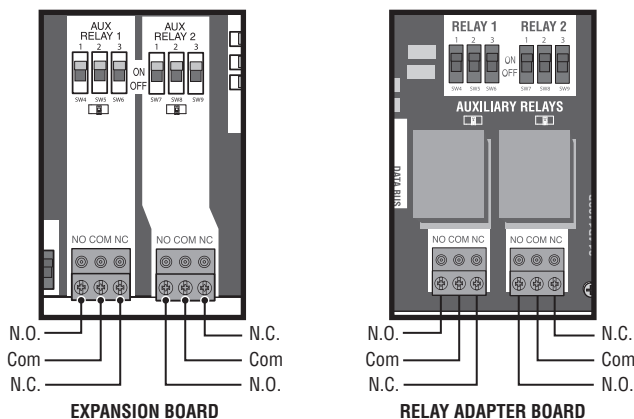 AUX
RELAY 1
1 2 3
SW4 SW5 SW6
AUX
RELAY 2
1 2 3
SW7 SW8 SW9
ON
OFF
NO COM NC
NO COM NC
N.O.
Com
N.C.
N.C.
Com
N.O.
EXPANSION BOARD
RELAY 1
1 2 3
SW4 SW5 SW6
RELAY 2
1 2 3
SW7 SW8 SW9
ON
OFF
AUXILIARY RELAYS
DATA BUS
NO COM NC
NO COM NC
N.O.
Com
N.C.
N.C.
Com
N.O.
RELAY ADAPTER BOARD